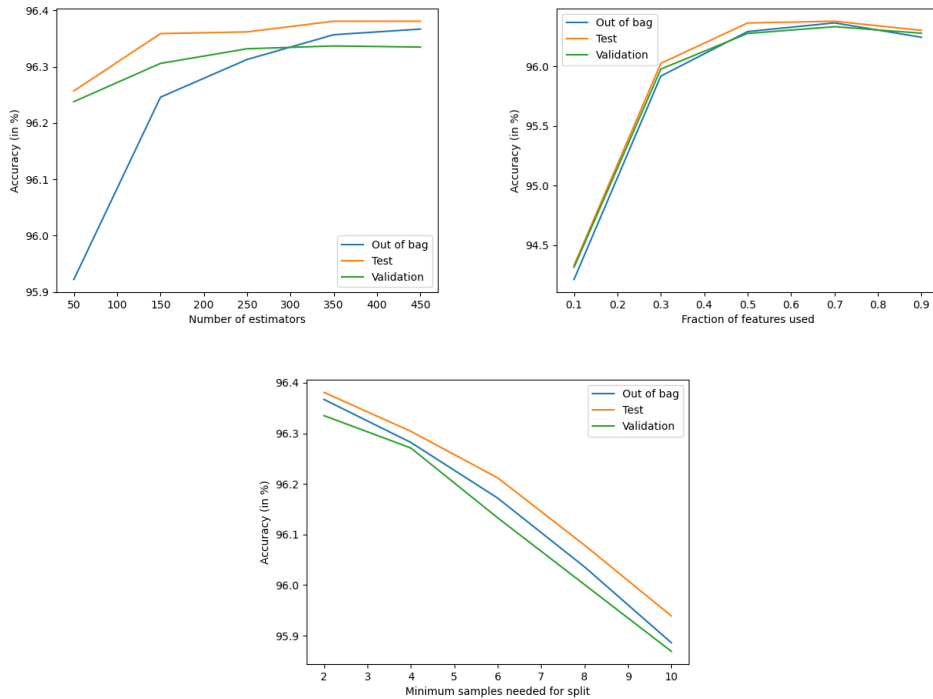 96.4
96.3
96.2
96.1
96.0
95.9
Accuracy (in %)
50 100 150 200 250 300 350 400 450
Number of estimators
Out of bag
Test
Validation
96.0
95.5
95.0
94.5
Accuracy (in %)
0.1 0.2 0.3 0.4 0.5 0.6 0.7 0.8 0.9
Fraction of features used
Out of bag
Test
Validation
96.4
96.3
96.2
96.1
96.0
95.9
Accuracy (in %)
2 3 4 5 6 7 8 9 10
Minimum samples needed for split
Out of bag
Test
Validation